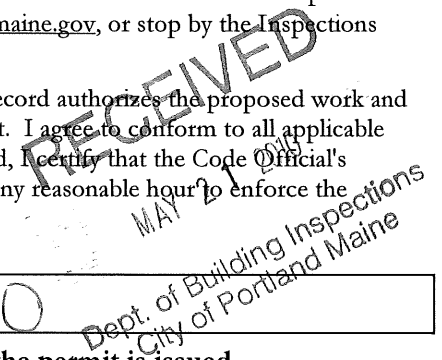 maine.gov, or stop by the Inspections
RECEIVED
ecord authorizes the proposed work and
t. I agree to conform to all applicable
d, I certify that the Code Official's
ny reasonable hour to enforce the
MAY 21 2010
Dept. of Building Inspections
City of Portland Maine
0
the permit is issued